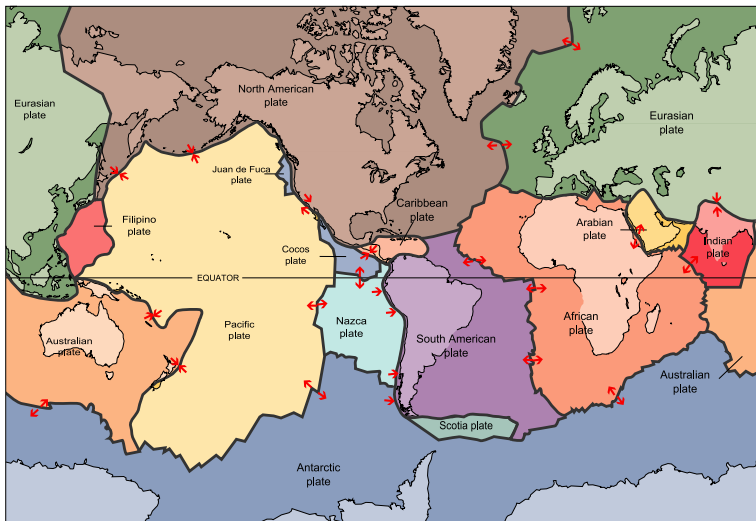 North American
plate
Eurasian
plate
Eurasian
plate
Juan de Fuca
plate
Caribbean
plate
Filipino
plate
Arabian
plate
Indian
plate
Cocos
plate
EQUATOR
Pacific
plate
Nazca
plate
South American
plate
African
plate
Australian
plate
Australian
plate
Scotia plate
Antarctic
plate